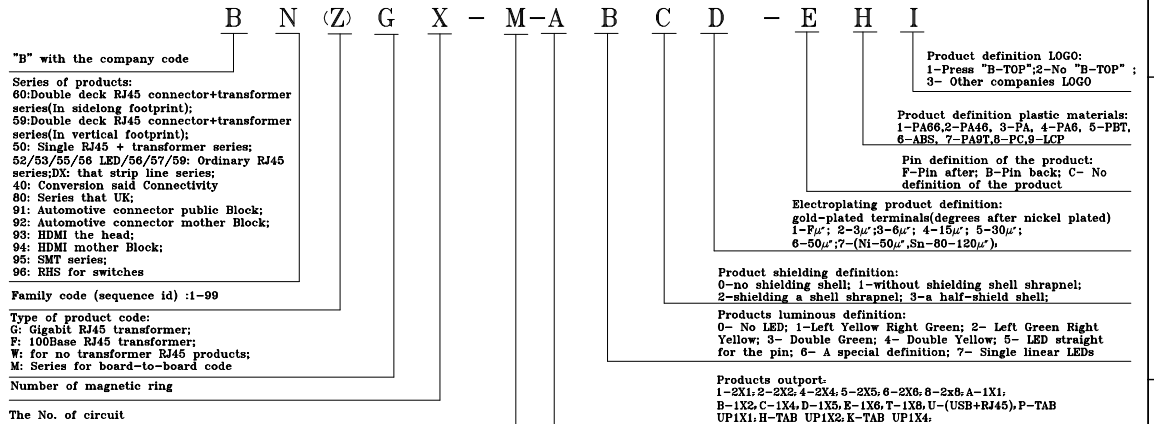 B N (Z) G X - M-A B C D - E H I
"B" with the company code
Series of products:
60:Double deck RJ45 connector+transformer
series(In sidelong footprint);
59:Double deck RJ45 connector+transformer
series(In vertical footprint);
50: Single RJ45 + transformer series;
52/53/55/56 LED/56/57/59: Ordinary RJ45
series;DX: that strip line series;
40: Conversion said Connectivity
80: Series that UK;
91: Automotive connector public Block;
92: Automotive connector mother Block;
93: HDMI the head;
94: HDMI mother Block;
95: SMT series;
96: RHS for switches
Family code (sequence id) :1-99
Type of product code:
G: Gigabit RJ45 transformer;
F: 100Base RJ45 transformer;
W: for no transformer RJ45 products;
M: Series for board-to-board code
Number of magnetic ring
The No. of circuit
Product definition LOGO:
1-Press "B-TOP";2-No "B-TOP" ;
3- Other companies LOGO
Product definition plastic materials:
1-PA66,2-PA46, 3-PA, 4-PA6, 5-PBT,
6-ABS, 7-PA9T,8-PC,9-LCP
Pin definition of the product:
F-Pin after; B-Pin back; C- No
definition of the product
Electroplating product definition:
gold-plated terminals(degrees after nickel plated)
1-Fμ"; 2-3μ";3-6μ"; 4-15μ"; 5-30μ";
6-50μ";7-(Ni-50μ",Sn-80-120μ");
Product shielding definition:
0-no shielding shell; 1-without shielding shell shrapnel;
2-shielding a shell shrapnel; 3-a half-shield shell;
Products luminous definition:
0- No LED; 1-Left Yellow Right Green; 2- Left Green Right
Yellow; 3- Double Green; 4- Double Yellow; 5- LED straight
for the pin; 6- A special definition; 7- Single linear LEDs
Products outport:
1-2X1; 2-2X2; 4-2X4; 5-2X5; 6-2X6; 8-2x8; A-1X1;
B-1X2, C-1X4, D-1X5, E-1X6, T-1X8, U-(USB+RJ45), P-TAB
UP1X1; H-TAB UP1X2; K-TAB UP1X4;